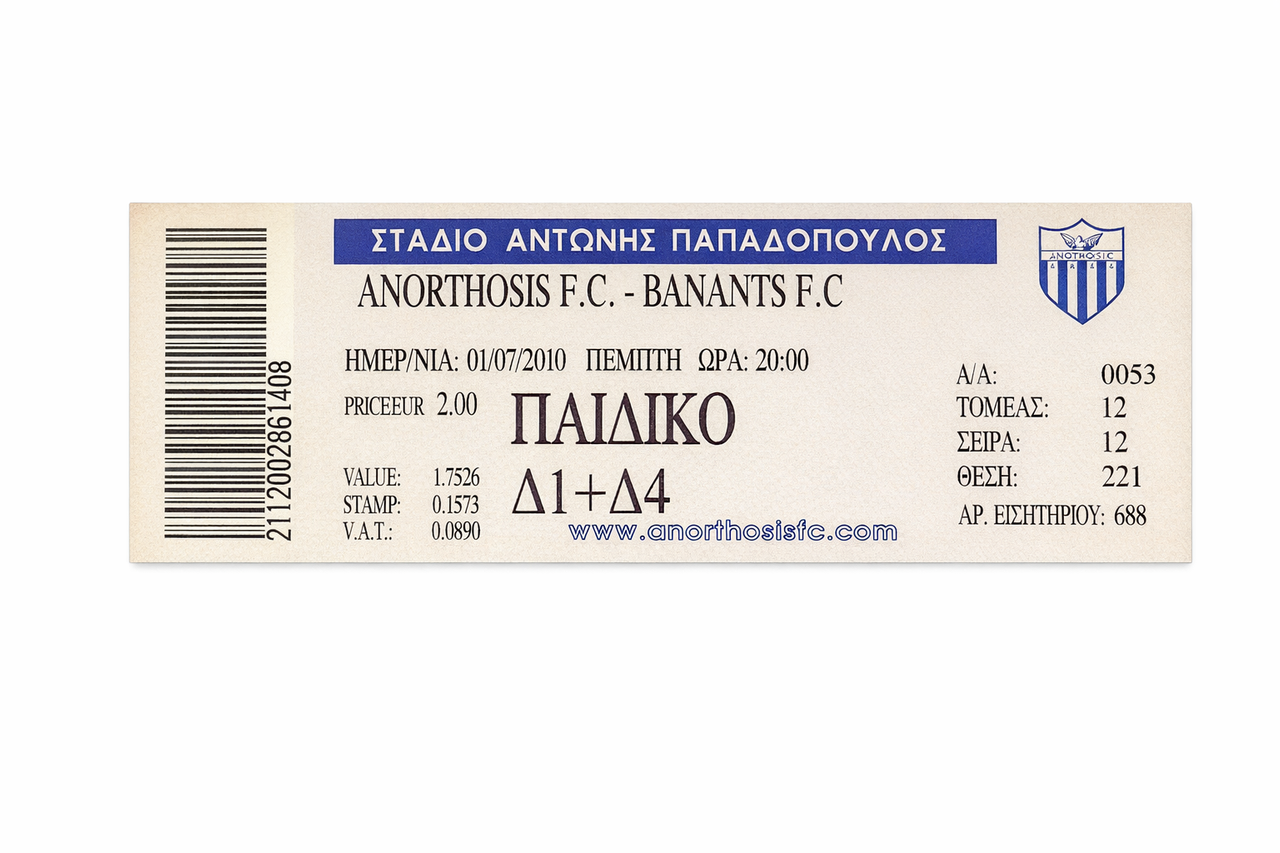 ΣΤΑΔΙΟ ΑΝΤΩΝΗΣ ΠΑΠΑΔΟΠΟΥΛΟΣ
ANORTHOSIS F.C. - BANANTS F.C
ΗΜΕΡ/ΝΙΑ: 01/07/2010 ΠΕΜΠΤΗ ΩΡΑ: 20:00
PRICEEUR 2.00 ΠΑΙΔΙΚΟ
VALUE: 1.7526
STAMP: 0.1573
V.A.T.: 0.0890
Δ1+Δ4
www.anorthosisfc.com
ANOTHOSIC
Α/Α: 0053
ΤΟΜΕΑΣ: 12
ΣΕΙΡΑ: 12
ΘΕΣΗ: 221
ΑΡ. ΕΙΣΗΤΗΡΙΟΥ: 688
2112002861408